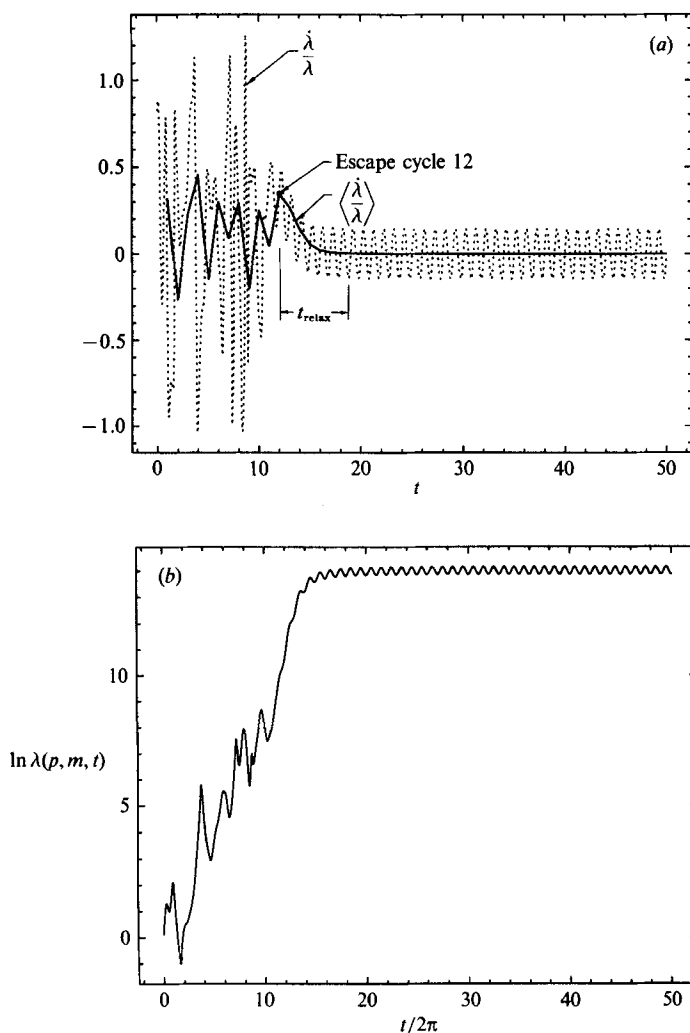 (a)
λ̇/λ
1.0
0.5
0
−0.5
−1.0
Escape cycle 12
⟨λ̇/λ⟩
t_relax
0 10 20 30 40 50
t
(b)
10
5
0
ln λ(p, m, t)
0 10 20 30 40 50
t/2π